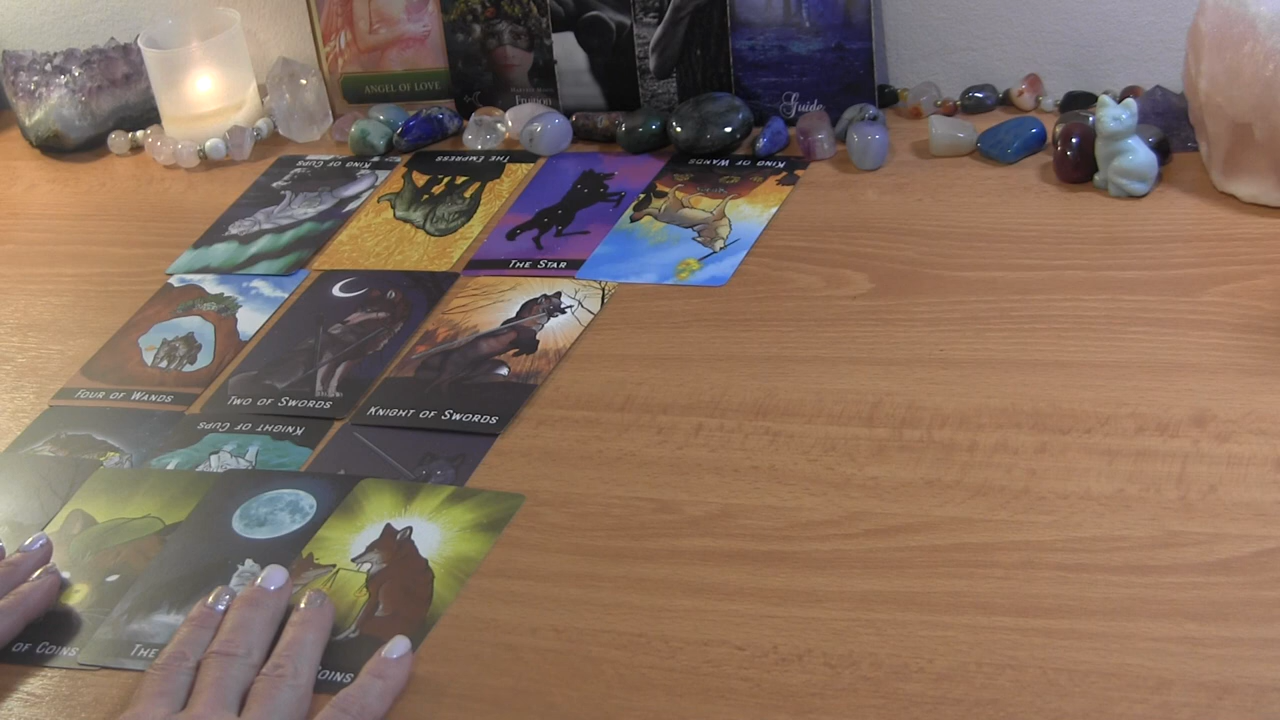 ANGEL OF LOVE
Guide
KING OF CUPS
THE EMPRESS
THE STAR
KING OF WANDS
FOUR OF WANDS
TWO OF SWORDS
KNIGHT OF SWORDS
KNIGHT OF CUPS
OF COINS
THE
COINS